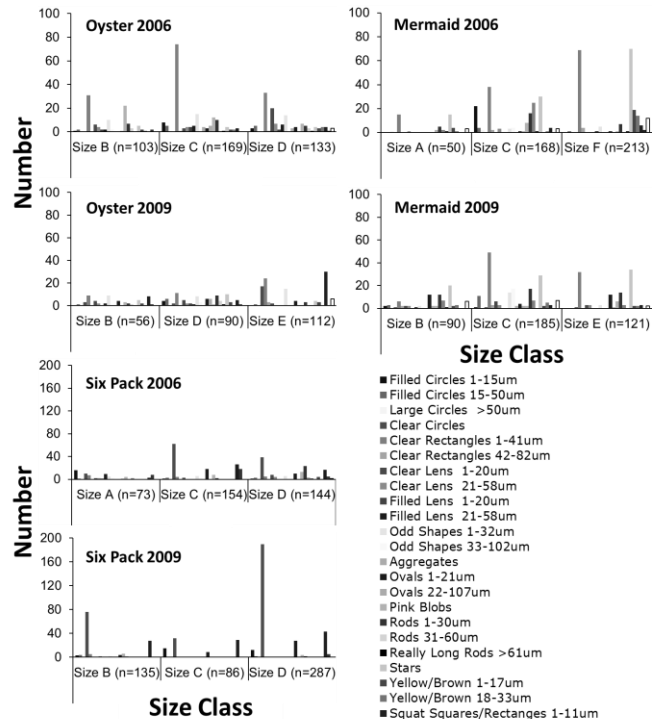 Oyster 2006
Number
100
80
60
40
20
0
Size B (n=103) Size C (n=169) Size D (n=133)
Mermaid 2006
100
80
60
40
20
0
Size A (n=50) Size C (n=168) Size F (n=213)
Oyster 2009
100
80
60
40
20
0
Size B (n=56) Size D (n=90) Size E (n=112)
Mermaid 2009
100
80
60
40
20
0
Size B (n=90) Size C (n=185) Size E (n=121)
Size Class
Six Pack 2006
Number
200
160
120
80
40
0
Size A (n=73) Size C (n=154) Size D (n=144)
Six Pack 2009
200
160
120
80
40
0
Size B (n=135) Size C (n=86) Size D (n=287)
Size Class
Filled Circles 1-15um
Filled Circles 15-50um
Large Circles >50um
Clear Circles
Clear Rectangles 1-41um
Clear Rectangles 42-82um
Clear Lens 1-20um
Clear Lens 21-58um
Filled Lens 1-20um
Filled Lens 21-58um
Odd Shapes 1-32um
Odd Shapes 33-102um
Aggregates
Ovals 1-21um
Ovals 22-107um
Pink Blobs
Rods 1-30um
Rods 31-60um
Really Long Rods >61um
Stars
Yellow/Brown 1-17um
Yellow/Brown 18-33um
Squat Squares/Rectanges 1-11um